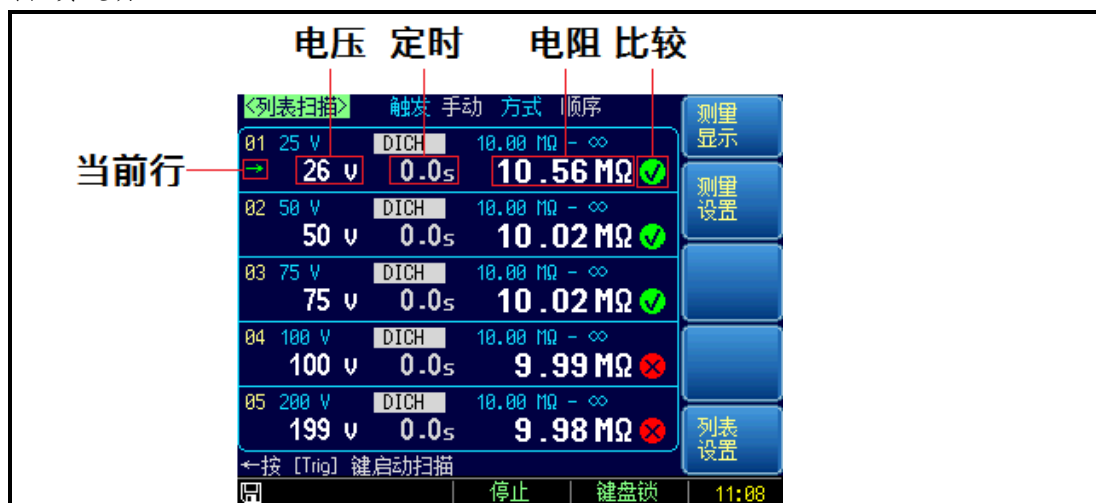 电压 定时 电阻 比较
<列表扫描> 触发 手动 方式 顺序 测量显示
01 25 V DICH 10.00 MΩ - ∞
当前行 → 26 V 0.0s 10.56 MΩ
测量设置
02 50 V DICH 10.00 MΩ - ∞
50 V 0.0s 10.02 MΩ
03 75 V DICH 10.00 MΩ - ∞
75 V 0.0s 10.02 MΩ
04 100 V DICH 10.00 MΩ - ∞
100 V 0.0s 9.99 MΩ
05 200 V DICH 10.00 MΩ - ∞
199 V 0.0s 9.98 MΩ
列表设置
←按 [Trig] 键启动扫描
停止 键盘锁 11:08